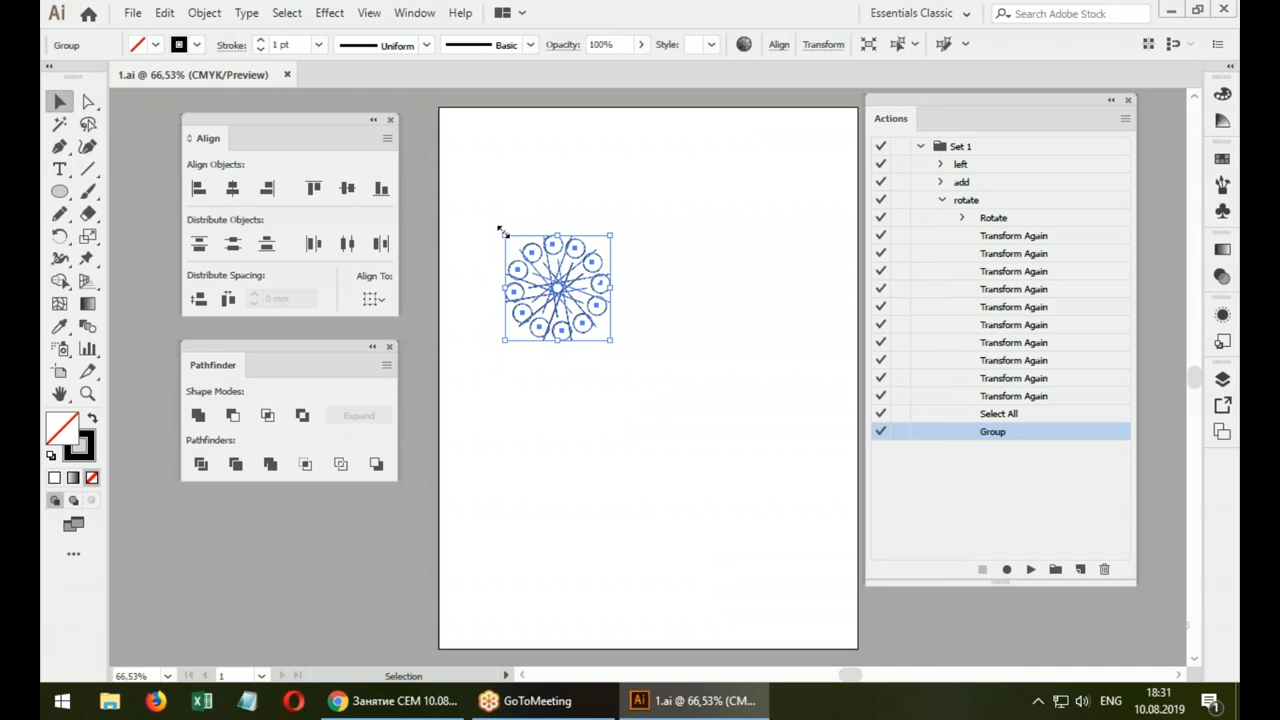 Ai File Edit Object Type Select Effect View Window Help Essentials Classic Search Adobe Stock
Group Stroke: 1 pt Uniform Basic Opacity: 100% Style: Align Transform
1.ai @ 66,53% (CMYK/Preview)
Align
Align Objects:
Distribute Objects:
Distribute Spacing: Align To:
0 mm
Pathfinder
Shape Modes:
Expand
Pathfinders:
Actions
Set 1
left
add
rotate
Rotate
Transform Again
Transform Again
Transform Again
Transform Again
Transform Again
Transform Again
Transform Again
Transform Again
Transform Again
Transform Again
Select All
Group
66,53% 1 Selection
Занятие СЕМ 10.08... GoToMeeting Ai 1.ai @ 66,53% (CM... ENG 18:31
10.08.2019 1